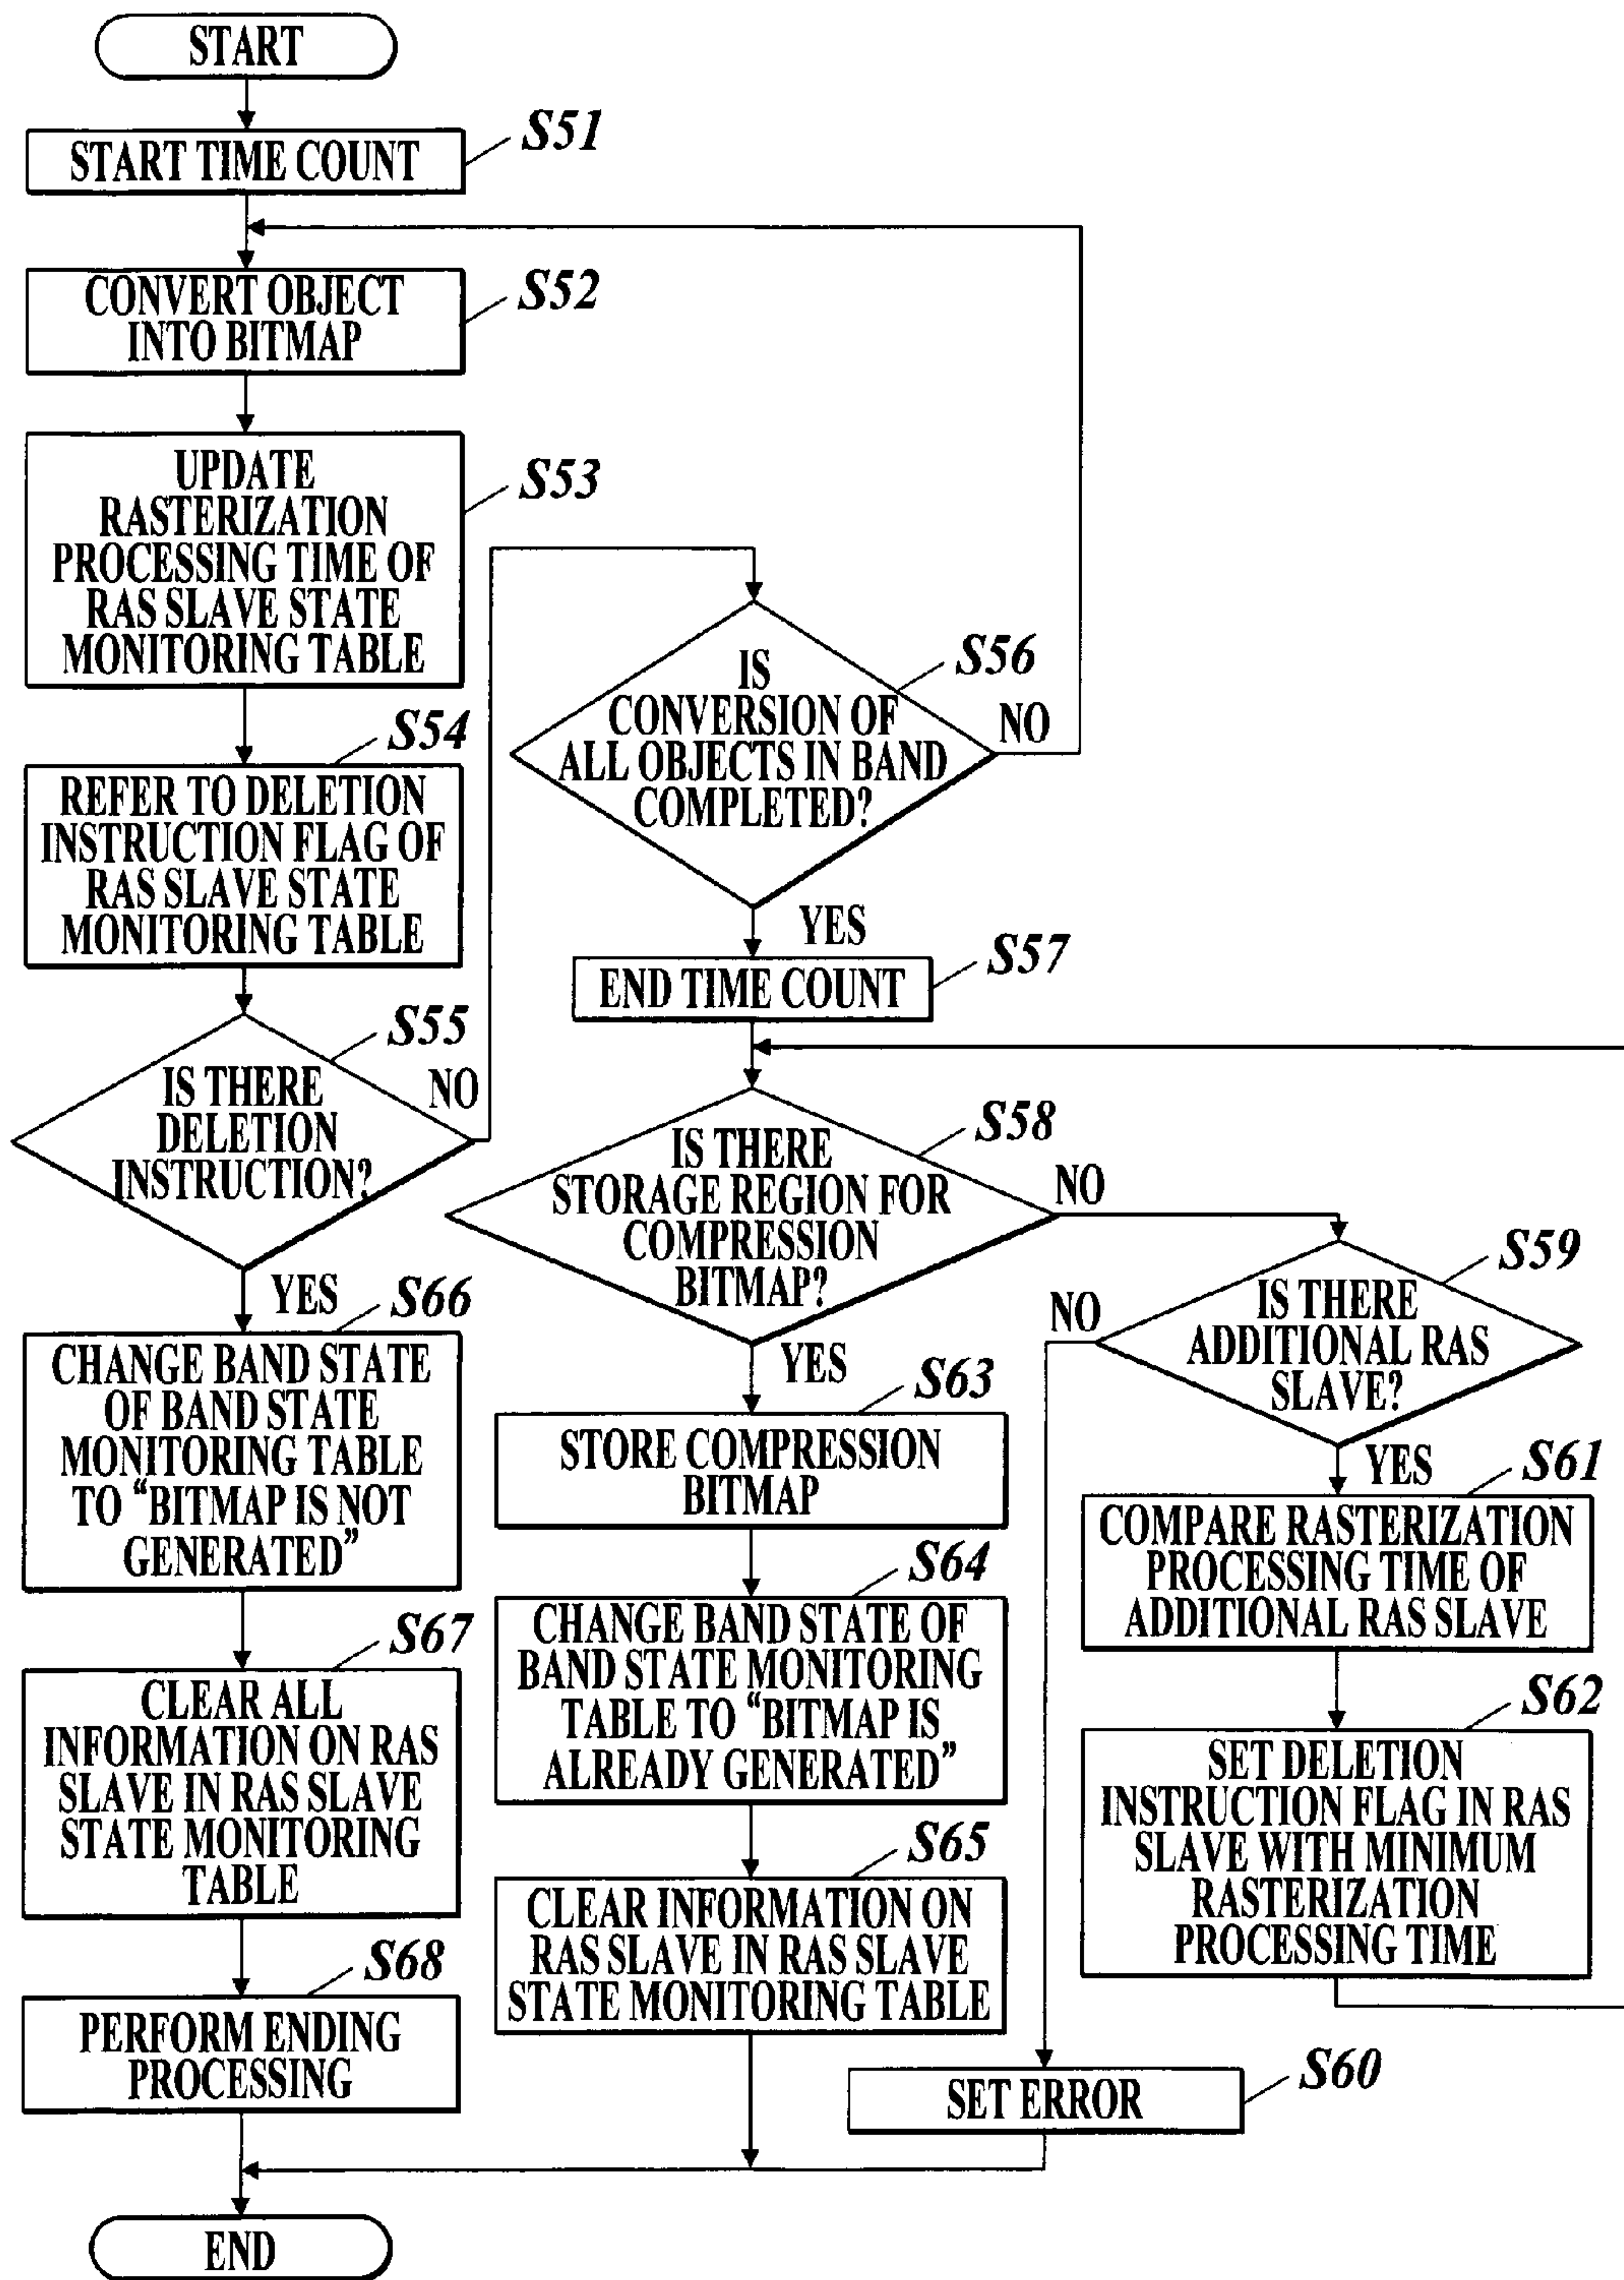 START
S51
START TIME COUNT
S52
CONVERT OBJECT
INTO BITMAP
S53
UPDATE
RASTERIZATION
PROCESSING TIME OF
RAS SLAVE STATE
MONITORING TABLE
S54
REFER TO DELETION
INSTRUCTION FLAG OF
RAS SLAVE STATE
MONITORING TABLE
S55
IS THERE
DELETION
INSTRUCTION?
NO
YES
S56
IS
CONVERSION OF
ALL OBJECTS IN BAND
COMPLETED?
NO
YES
S57
END TIME COUNT
S58
IS THERE
STORAGE REGION FOR
COMPRESSION
BITMAP?
NO
YES
S59
IS THERE
ADDITIONAL RAS
SLAVE?
NO
YES
S61
COMPARE RASTERIZATION
PROCESSING TIME OF
ADDITIONAL RAS SLAVE
S62
SET DELETION
INSTRUCTION FLAG IN RAS
SLAVE WITH MINIMUM
RASTERIZATION
PROCESSING TIME
S63
STORE COMPRESSION
BITMAP
S64
CHANGE BAND STATE OF
BAND STATE MONITORING
TABLE TO “BITMAP IS
ALREADY GENERATED”
S65
CLEAR INFORMATION ON
RAS SLAVE IN RAS SLAVE
STATE MONITORING TABLE
S66
CHANGE BAND STATE
OF BAND STATE
MONITORING TABLE
TO “BITMAP IS NOT
GENERATED”
S67
CLEAR ALL
INFORMATION ON RAS
SLAVE IN RAS SLAVE
STATE MONITORING
TABLE
S68
PERFORM ENDING
PROCESSING
S60
SET ERROR
END